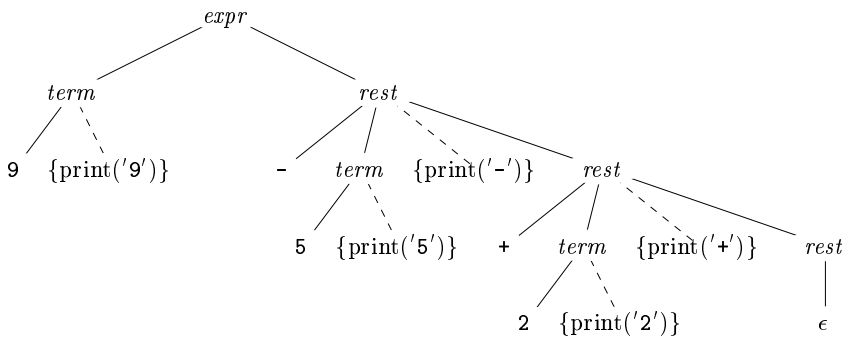 expr
term rest
9 {print('9')} - term {print('-')} rest
5 {print('5')} + term {print('+')} rest
2 {print('2')} ϵ